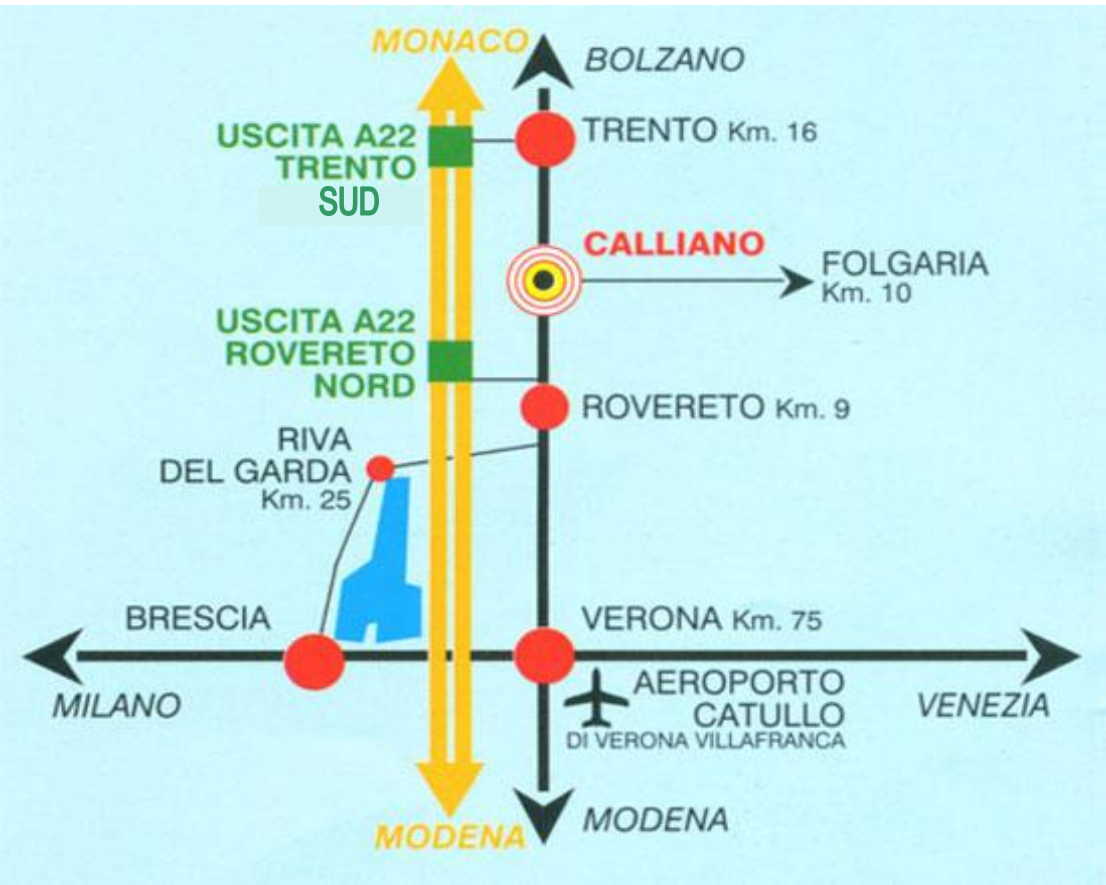 MONACO
BOLZANO
USCITA A22
TRENTO
SUD
TRENTO Km. 16
CALLIANO
FOLGARIA
Km. 10
USCITA A22
ROVERETO
NORD
ROVERETO Km. 9
RIVA
DEL GARDA
Km. 25
BRESCIA
VERONA Km. 75
MILANO
AEROPORTO
CATULLO
DI VERONA VILLAFRANCA
VENEZIA
MODENA
MODENA